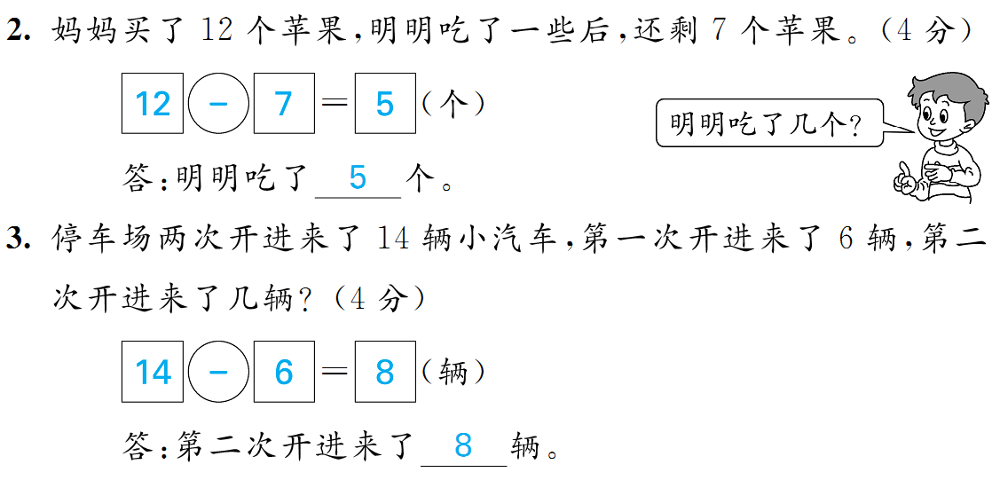 2. 妈妈买了 12 个苹果,明明吃了一些后,还剩 7 个苹果。(4 分)
12 - 7 = 5 (个)
明明吃了几个?
答:明明吃了 5 个。
3. 停车场两次开进来了 14 辆小汽车,第一次开进来了 6 辆,第二
次开进来了几辆?(4 分)
14 - 6 = 8 (辆)
答:第二次开进来了 8 辆。